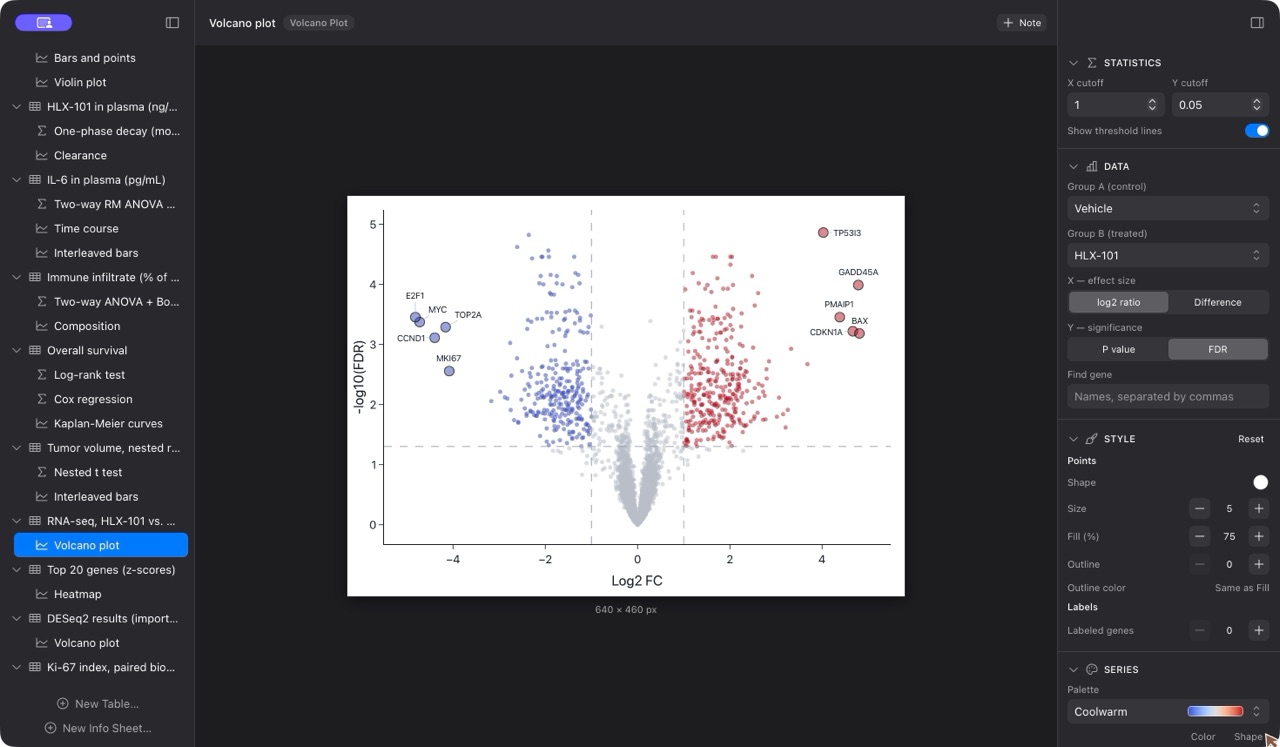 Volcano plot
Volcano Plot
Note
Bars and points
Violin plot
HLX-101 in plasma (ng/...
One-phase decay (mo...
Clearance
IL-6 in plasma (pg/mL)
Two-way RM ANOVA ...
Time course
Interleaved bars
Immune infiltrate (% of ...
Two-way ANOVA + Bo...
Composition
Overall survival
Log-rank test
Cox regression
Kaplan-Meier curves
Tumor volume, nested r...
Nested t test
Interleaved bars
RNA-seq, HLX-101 vs. ...
Volcano plot
Top 20 genes (z-scores)
Heatmap
DESeq2 results (import...
Volcano plot
Ki-67 index, paired bio...
New Table...
New Info Sheet...
-log10(FDR)
5
4
3
2
1
0
E2F1
MYC
TOP2A
CCND1
MKI67
TP53I3
GADD45A
PMAIP1
BAX
CDKN1A
−4
−2
0
2
4
Log2 FC
640 × 460 px
STATISTICS
X cutoff
Y cutoff
1
0.05
Show threshold lines
DATA
Group A (control)
Vehicle
Group B (treated)
HLX-101
X — effect size
log2 ratio
Difference
Y — significance
P value
FDR
Find gene
Names, separated by commas
STYLE
Reset
Points
Shape
Size
5
Fill (%)
75
Outline
0
Outline color
Same as Fill
Labels
Labeled genes
0
SERIES
Palette
Coolwarm
Color
Shape